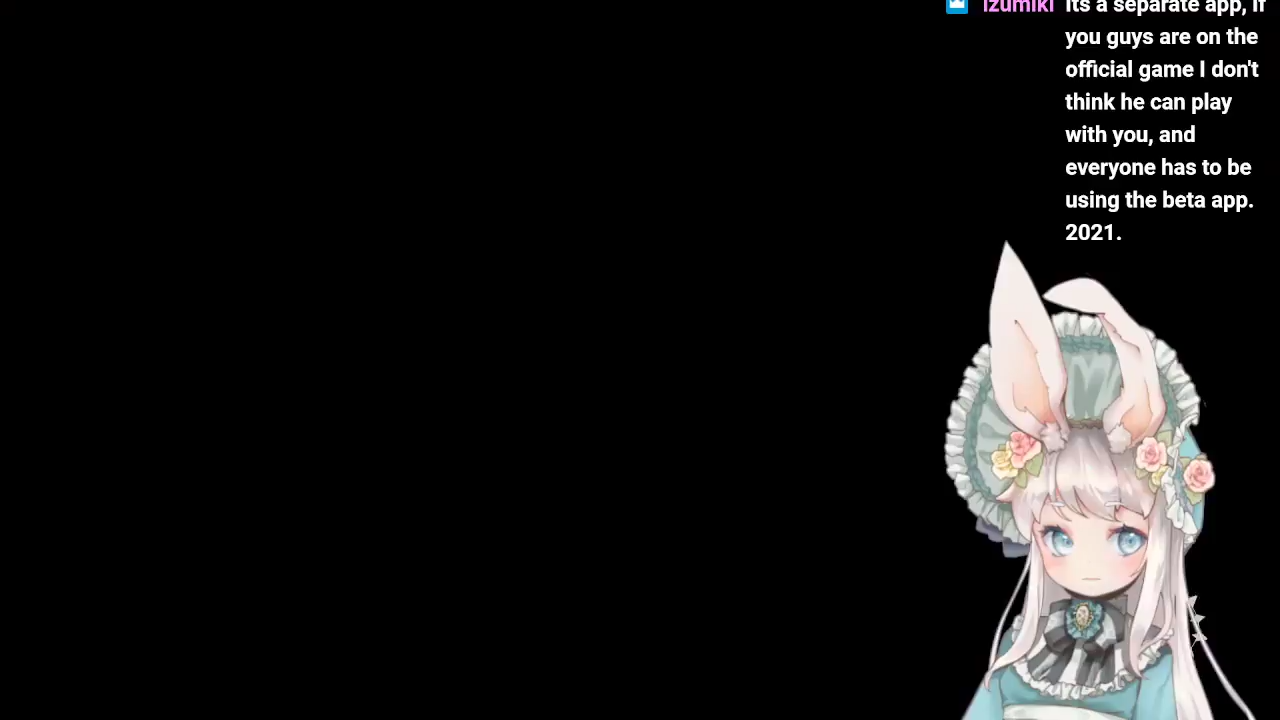 Izumiki Its a separate app, if
you guys are on the
official game I don't
think he can play
with you, and
everyone has to be
using the beta app.
2021.